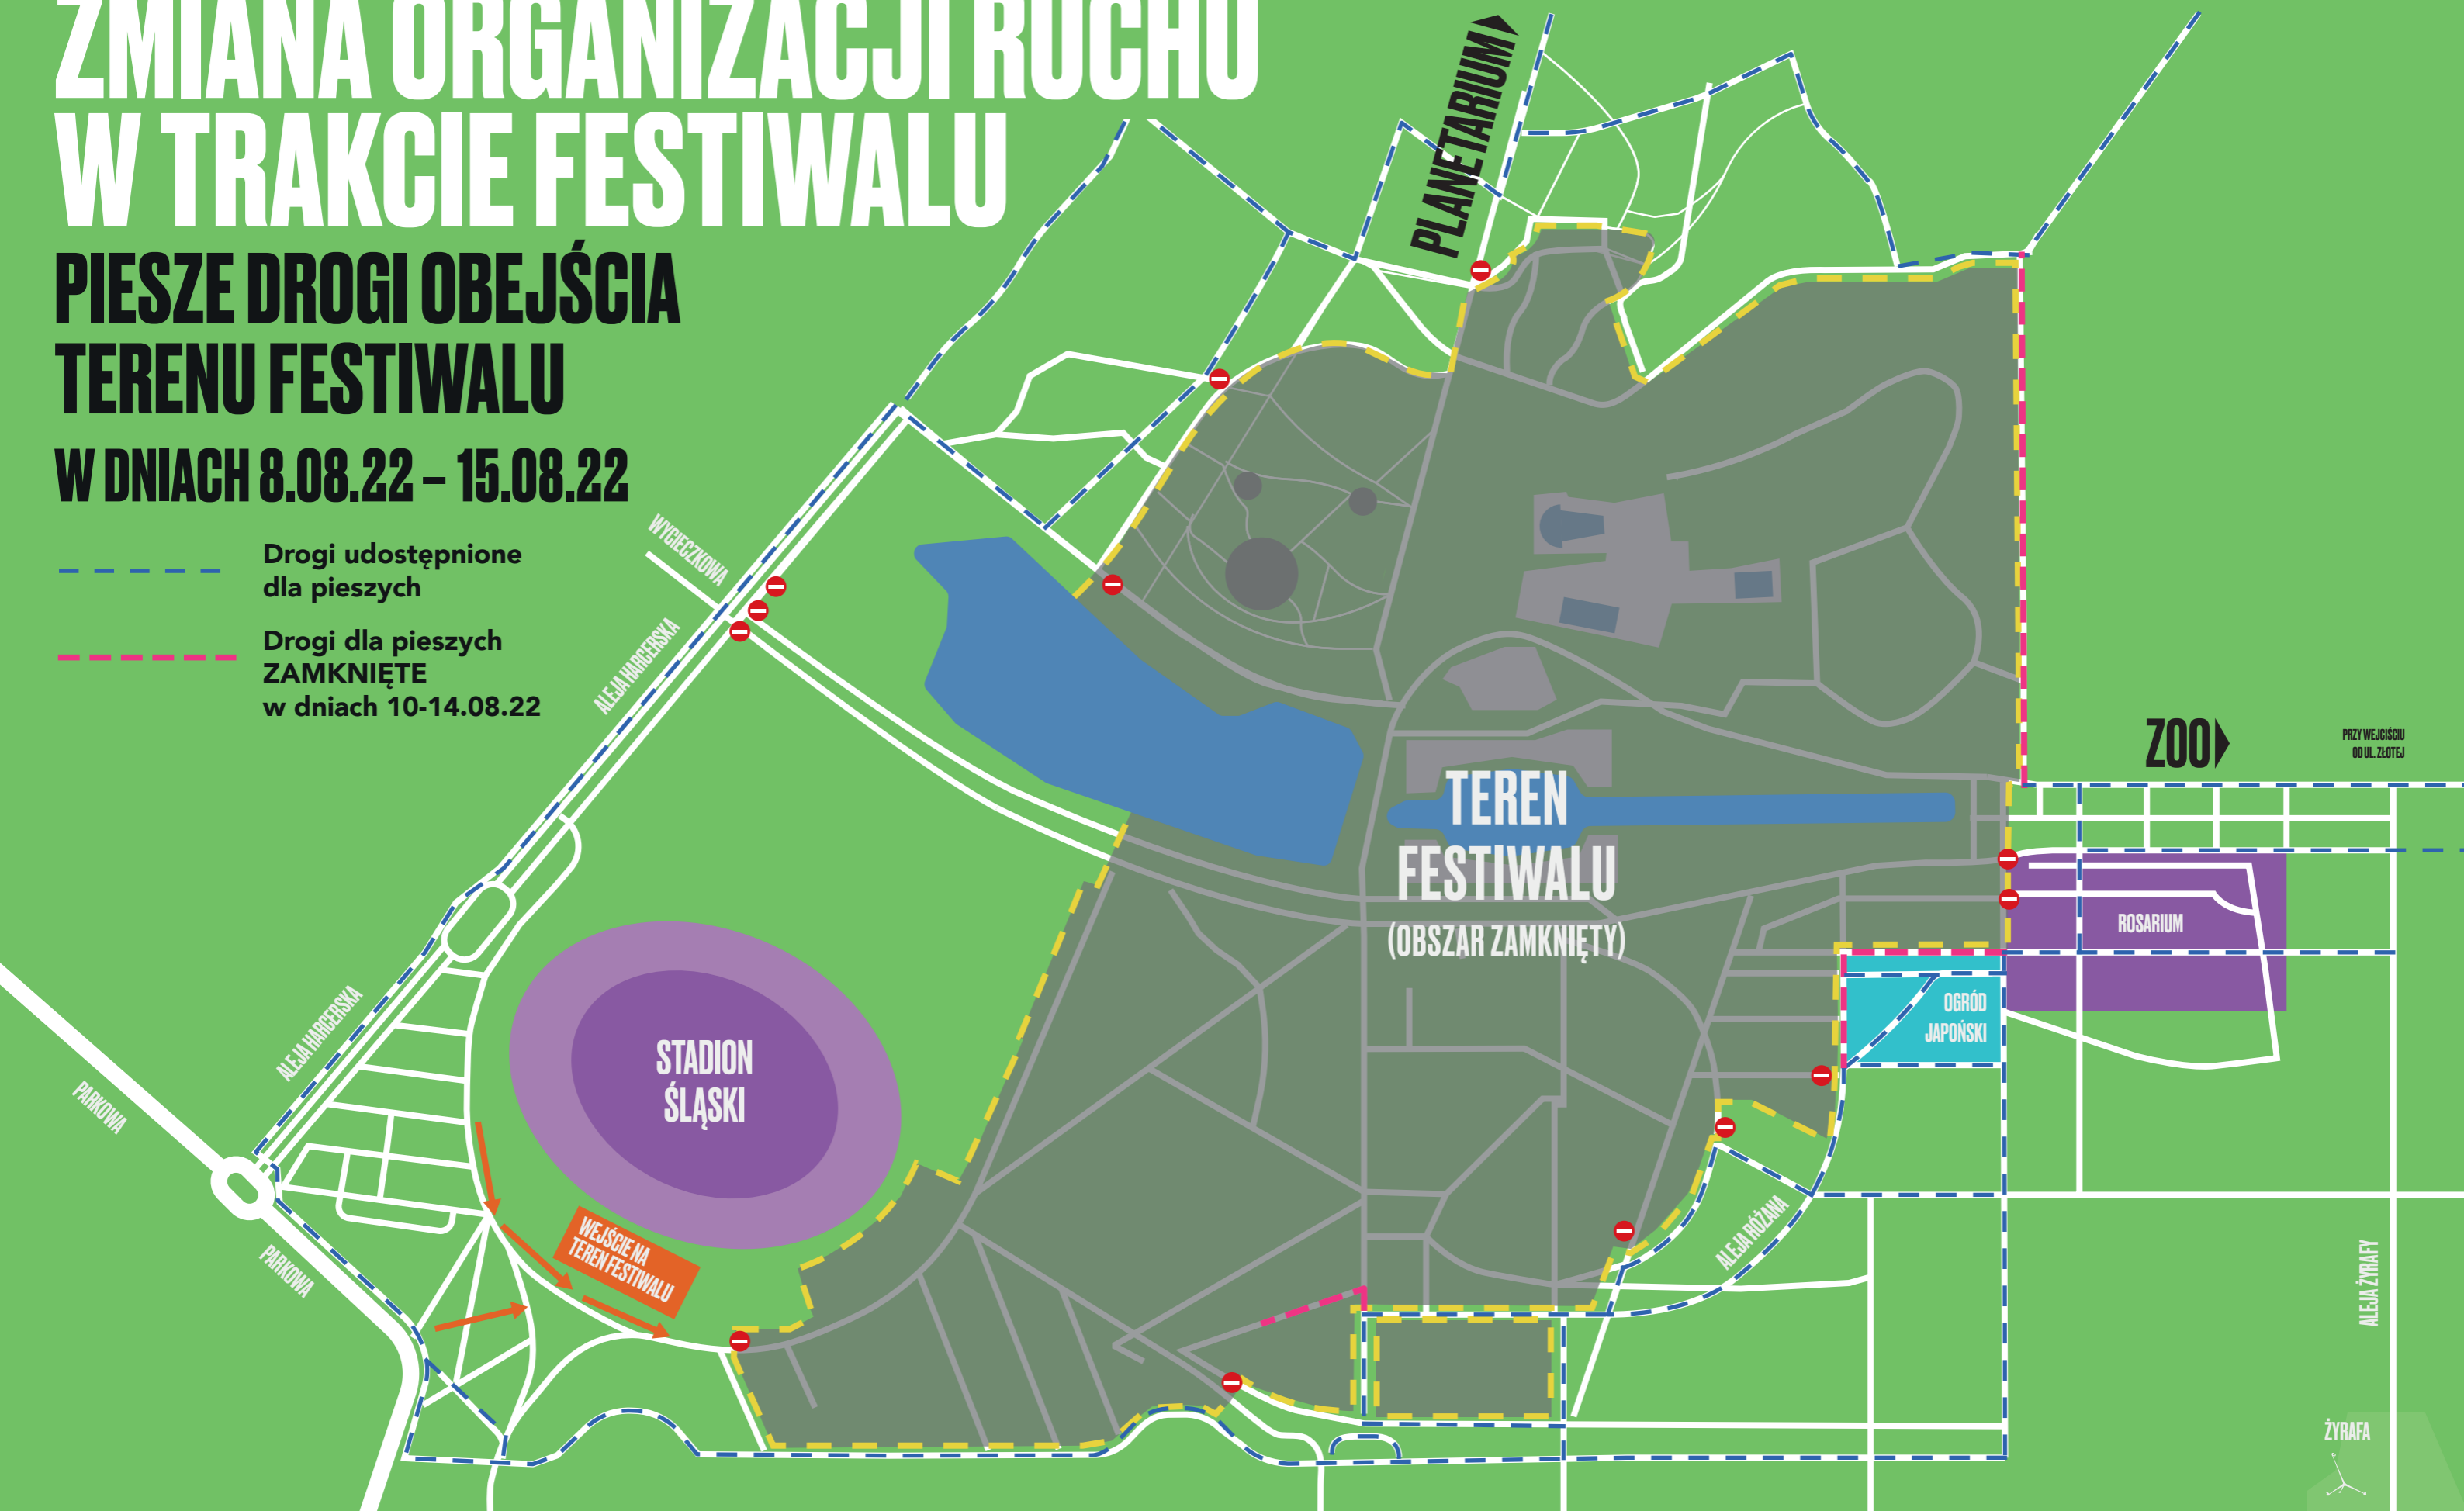 ZMIANA ORGANIZACJI RUCHU
W TRAKCIE FESTIWALU
PIESZE DROGI OBEJŚCIA
TERENU FESTIWALU
W DNIACH 8.08.22 – 15.08.22
Drogi udostępnione
dla pieszych
Drogi dla pieszych
ZAMKNIĘTE
w dniach 10-14.08.22
PLANETARIUM
WYCIECZKOWA
ALEJA HARCERSKA
ZOO
PRZY WEJŚCIŚCIU
OD UL. ZŁOTEJ
TEREN
FESTIWALU
(OBSZAR ZAMKNIĘTY)
ROSARIUM
OGRÓD
JAPOŃSKI
STADION
ŚLĄSKI
ALEJA HARCERSKA
PARKOWA
PARKOWA
WEJŚCIE NA
TEREN FESTIWALU
ALEJA RÓŻANA
ALEJA ŻYRAFY
ŻYRAFA